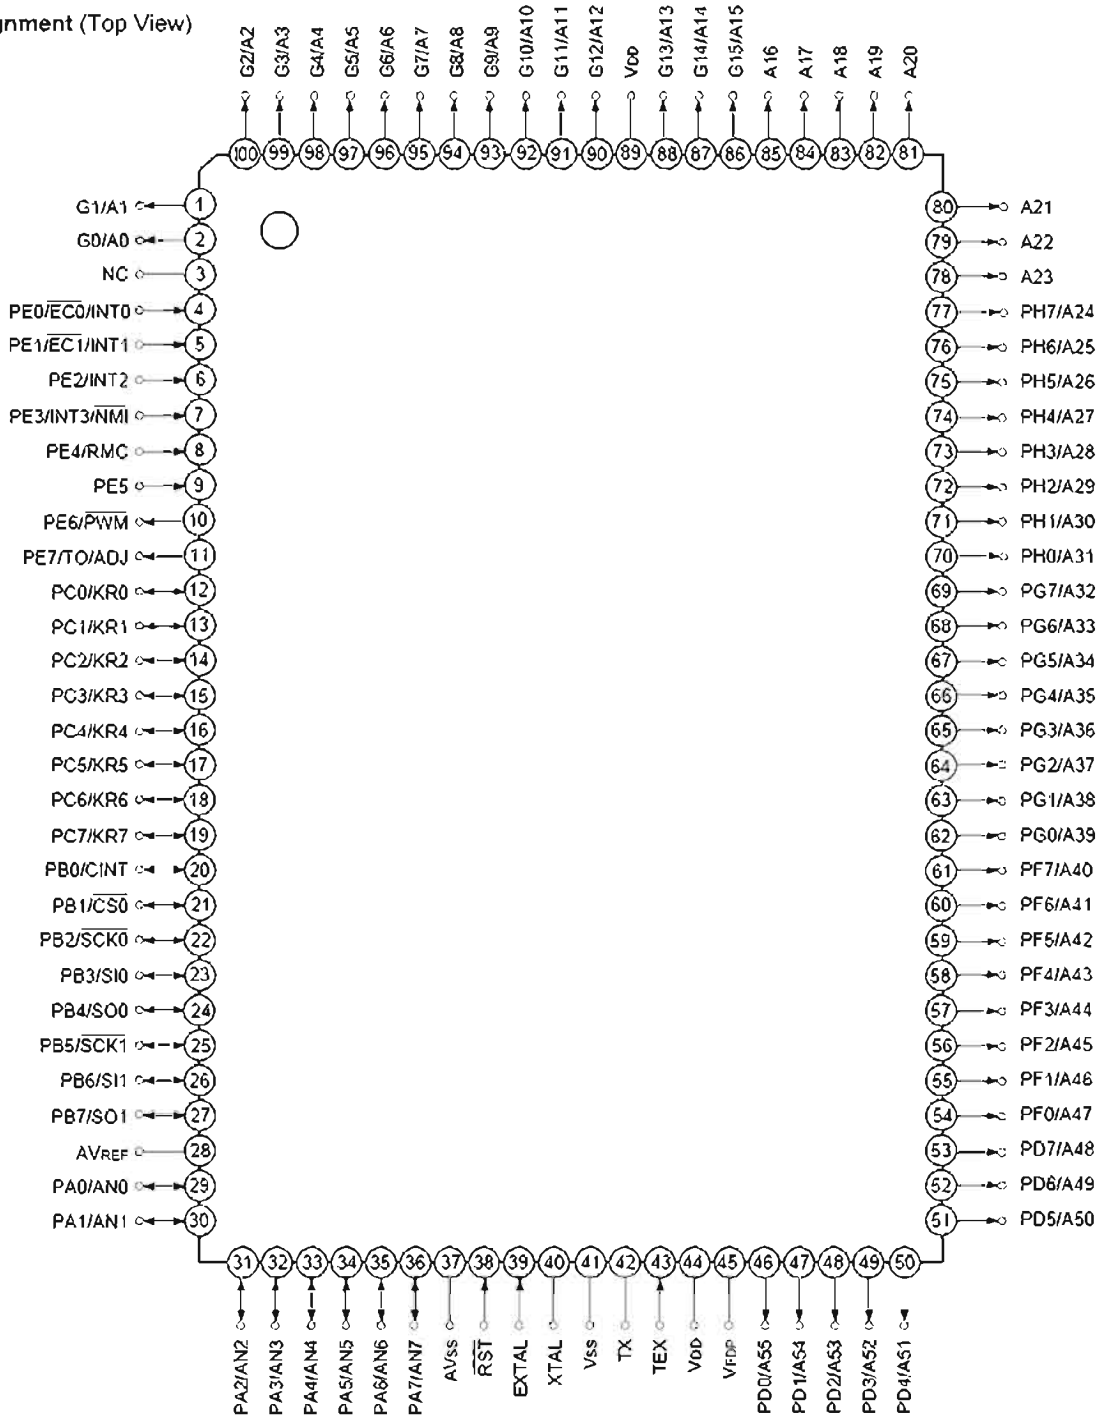 gnment (Top View)
G2/A2
G3/A3
G4/A4
G5/A5
G6/A6
G7/A7
G8/A8
G9/A9
G10/A10
G11/A11
G12/A12
VDD
G13/A13
G14/A14
G15/A15
A16
A17
A18
A19
A20
100 99 98 97 96 95 94 93 92 91 90 89 88 87 86 85 84 83 82 81
G1/A1 1
G0/A0 2
NC 3
PE0/E̅C̅0̅/INT0 4
PE1/E̅C̅1̅/INT1 5
PE2/INT2 6
PE3/INT3/N̅M̅I̅ 7
PE4/RMC 8
PE5 9
PE6/P̅W̅M̅ 10
PE7/TO/ADJ 11
PC0/KR0 12
PC1/KR1 13
PC2/KR2 14
PC3/KR3 15
PC4/KR4 16
PC5/KR5 17
PC6/KR6 18
PC7/KR7 19
PB0/CINT 20
PB1/C̅S̅0̅ 21
PB2/S̅C̅K̅0̅ 22
PB3/SI0 23
PB4/SO0 24
PB5/S̅C̅K̅1̅ 25
PB6/SI1 26
PB7/SO1 27
AVREF 28
PA0/AN0 29
PA1/AN1 30
80 A21
79 A22
78 A23
77 PH7/A24
76 PH6/A25
75 PH5/A26
74 PH4/A27
73 PH3/A28
72 PH2/A29
71 PH1/A30
70 PH0/A31
69 PG7/A32
68 PG6/A33
67 PG5/A34
66 PG4/A35
65 PG3/A36
64 PG2/A37
63 PG1/A38
62 PG0/A39
61 PF7/A40
60 PF6/A41
59 PF5/A42
58 PF4/A43
57 PF3/A44
56 PF2/A45
55 PF1/A46
54 PF0/A47
53 PD7/A48
52 PD6/A49
51 PD5/A50
31 32 33 34 35 36 37 38 39 40 41 42 43 44 45 46 47 48 49 50
PA2/AN2
PA3/AN3
PA4/AN4
PA5/AN5
PA6/AN6
PA7/AN7
AVss
R̅S̅T̅
EXTAL
XTAL
Vss
TX
TEX
VDD
VFDP
PD0/A55
PD1/A54
PD2/A53
PD3/A52
PD4/A51